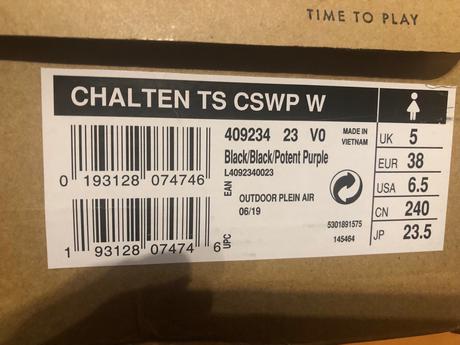 TIME TO PLAY
CHALTEN TS CSWP W
409234 23 V0
MADE IN
VIETNAM
Black/Black/Potent Purple
L4092340023
0 193128 074746
EAN
OUTDOOR PLEIN AIR
06/19
5301891575
145464
1 93128 07474 6
UPC
UK 5
EUR 38
USA 6.5
CN 240
JP 23.5